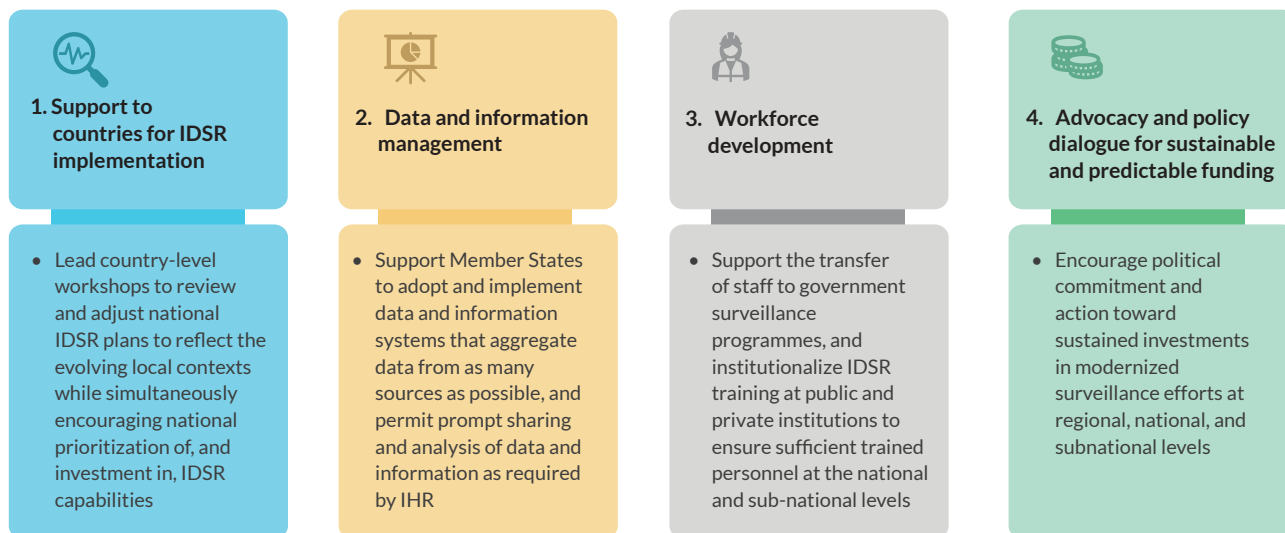 1. Support to
countries for IDSR
implementation
• Lead country-level
workshops to review
and adjust national
IDSR plans to reflect the
evolving local contexts
while simultaneously
encouraging national
prioritization of, and
investment in, IDSR
capabilities
2. Data and information
management
• Support Member States
to adopt and implement
data and information
systems that aggregate
data from as many
sources as possible, and
permit prompt sharing
and analysis of data and
information as required
by IHR
3. Workforce
development
• Support the transfer
of staff to government
surveillance
programmes, and
institutionalize IDSR
training at public and
private institutions to
ensure sufficient trained
personnel at the national
and sub-national levels
4. Advocacy and policy
dialogue for sustainable
and predictable funding
• Encourage political
commitment and
action toward
sustained investments
in modernized
surveillance efforts at
regional, national, and
subnational levels